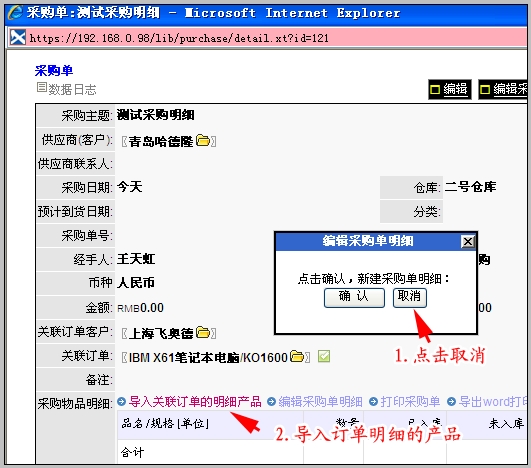 采购单:测试采购明细 - Microsoft Internet Explorer
https://192.168.0.98/lib/purchase/detail.xt?id=121
采购单
数据日志
编辑 编辑采
采购主题: 测试采购明细
供应商(客户): 〖青岛哈德隆〗
供应商联系人:
采购日期: 今天 仓库: 二号仓库
预计到货日期: 分类:
采购单号:
经手人: 王天虹 购
币种 人民币
金额: RMB0.00 00
关联订单客户: 〖上海飞奥德〗
关联订单: 〖IBM X61笔记本电脑/KO1600〗
备注:
编辑采购单明细
点击确认,新建采购单明细:
确 认 取消
1.点击取消
采购物品明细: 导入关联订单的明细产品 编辑采购单明细 打印采购单 导出word打印
2.导入订单明细的产品
品名/规格[单位] 数量 已入库 未入库
合计